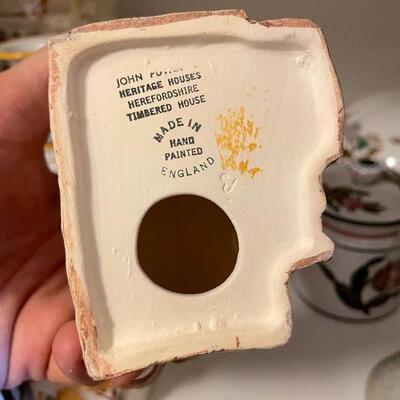 JOHN
HERITAGE HOUSES
HEREFORDSHIRE
TIMBERED HOUSE
MADE IN
HAND
PAINTED
ENGLAND